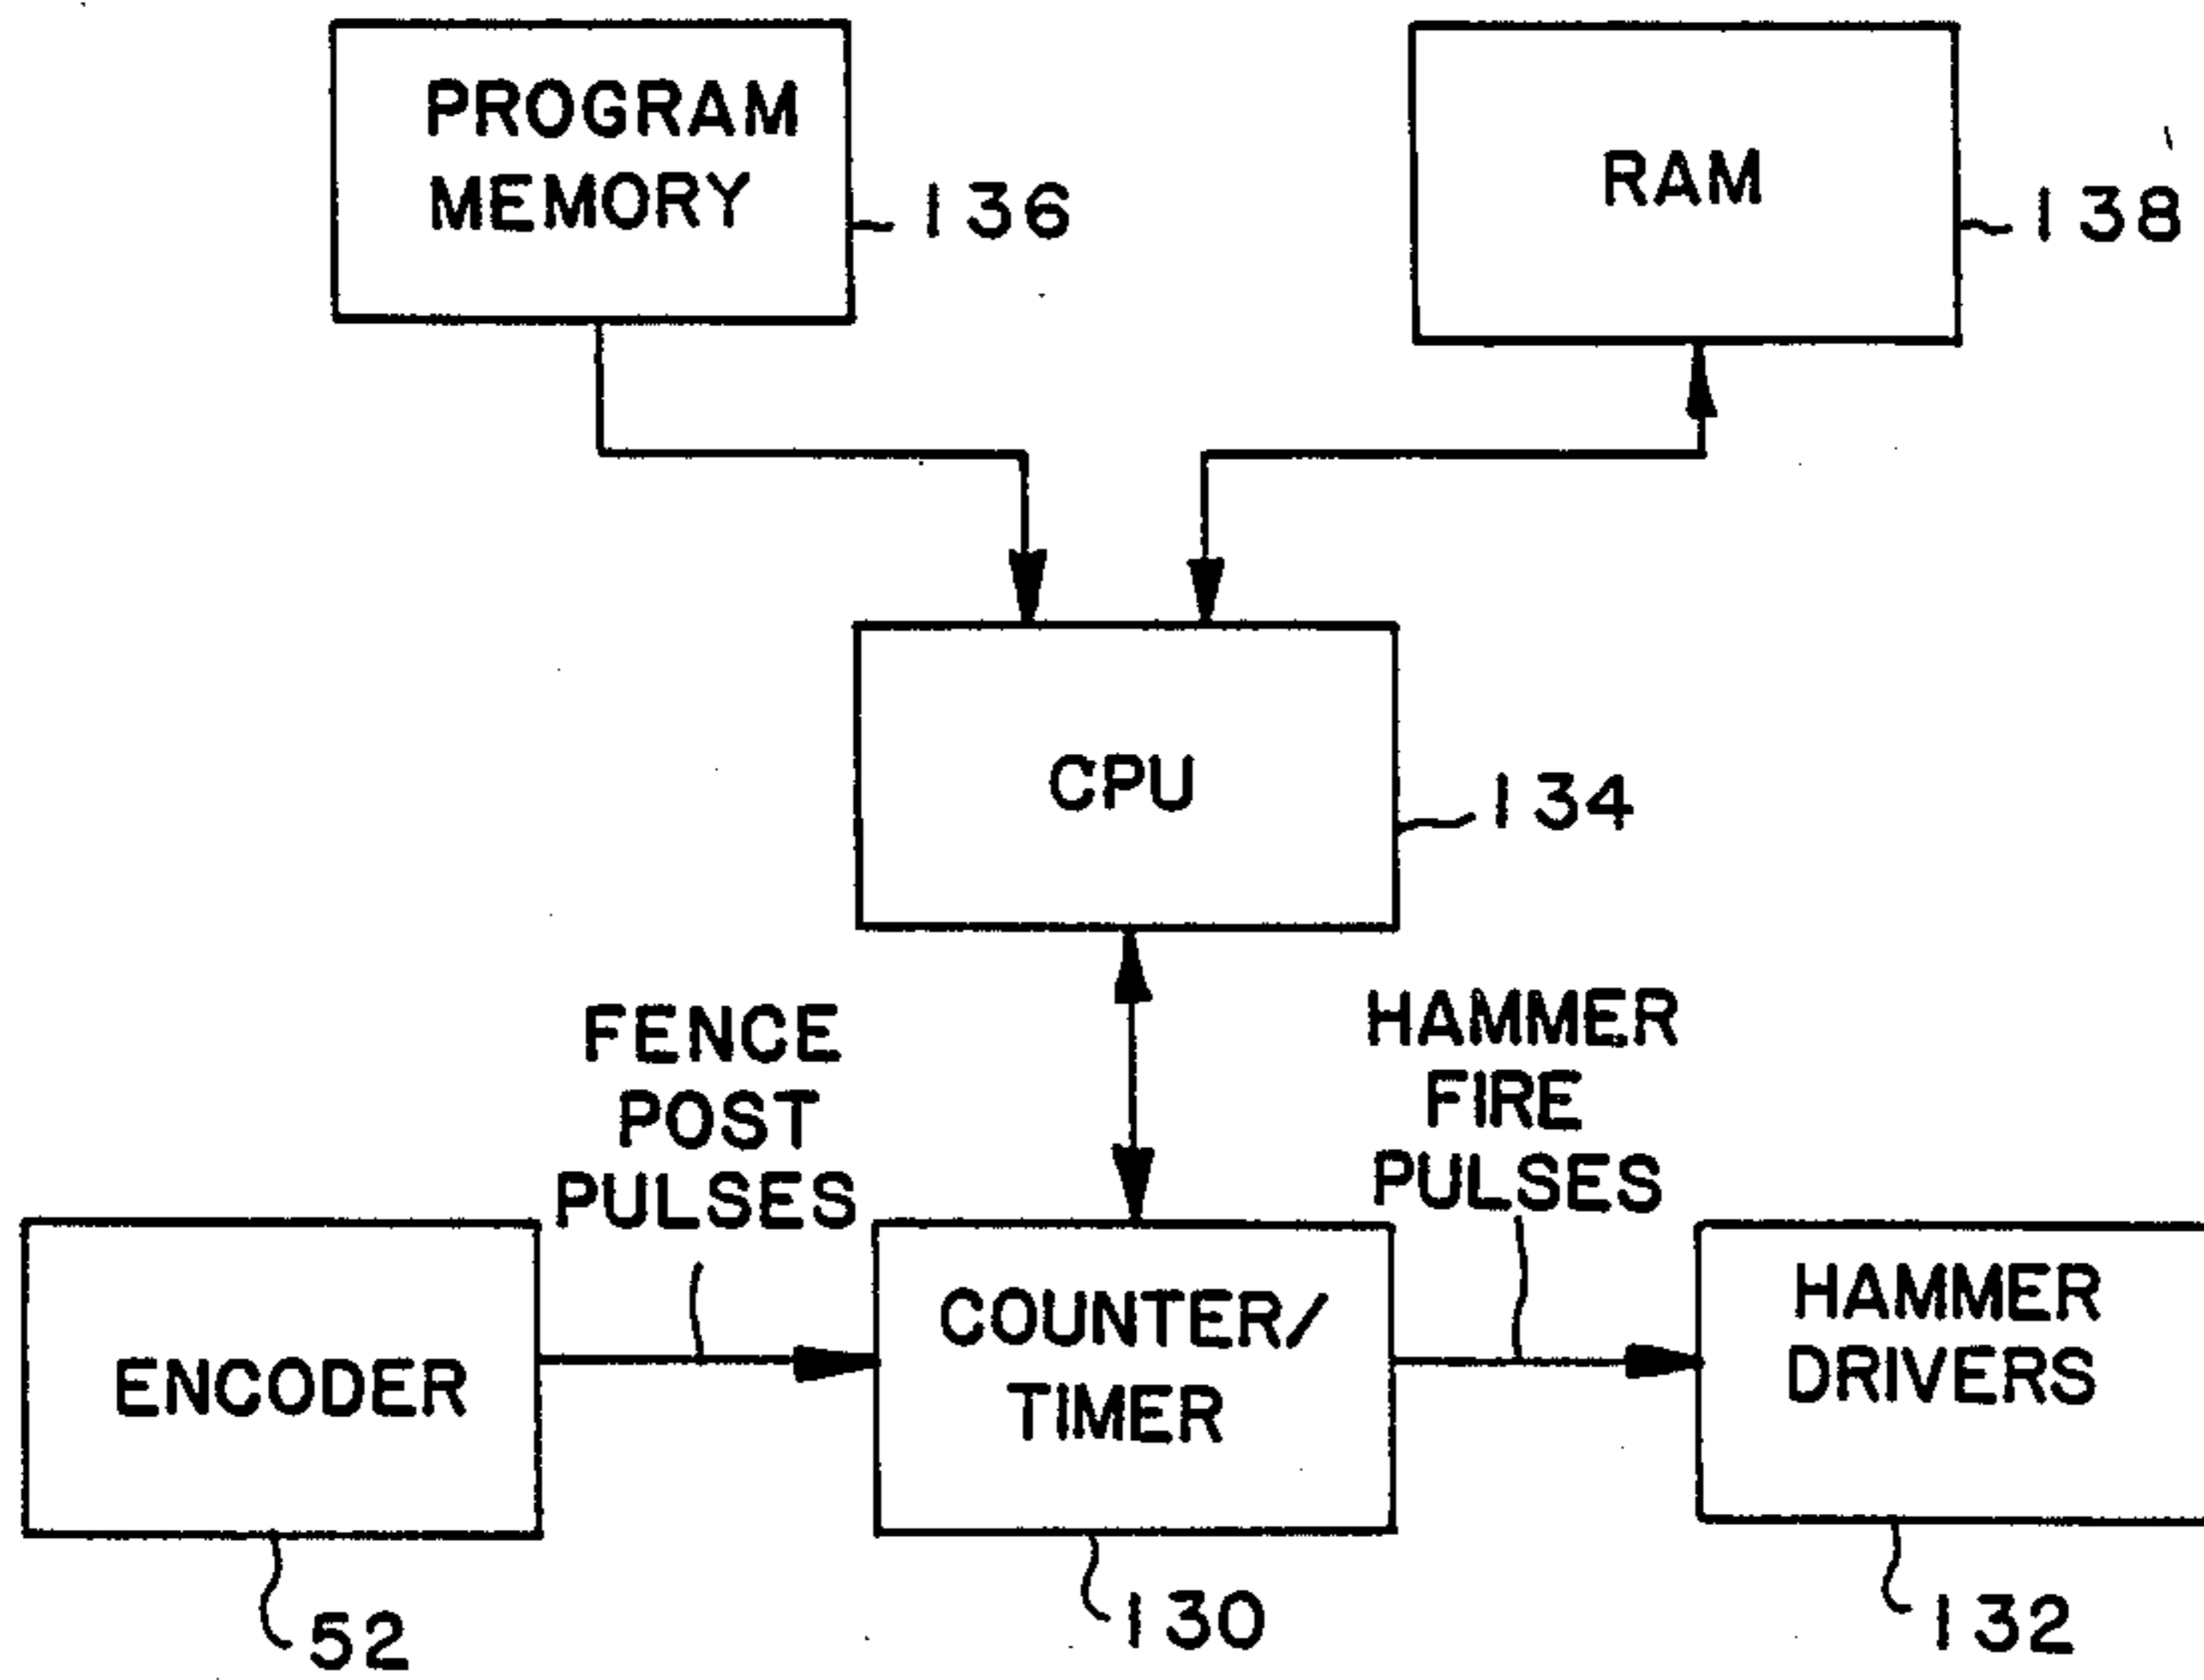 PROGRAM
MEMORY
136
RAM
138
CPU
134
FENCE
POST
PULSES
HAMMER
FIRE
PULSES
ENCODER
52
COUNTER/
TIMER
130
HAMMER
DRIVERS
132